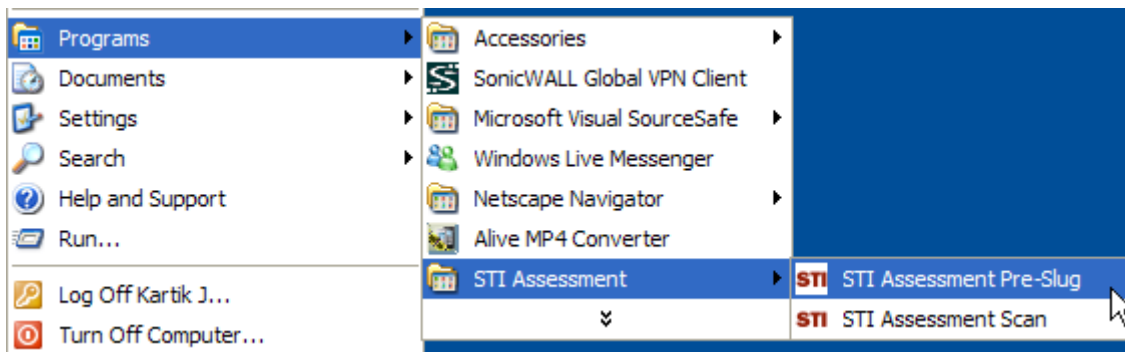 Programs
Documents
Settings
Search
Help and Support
Run...
Log Off Kartik J...
Turn Off Computer...
Accessories
SonicWALL Global VPN Client
Microsoft Visual SourceSafe
Windows Live Messenger
Netscape Navigator
Alive MP4 Converter
STI Assessment
STI STI Assessment Pre-Slug
STI STI Assessment Scan